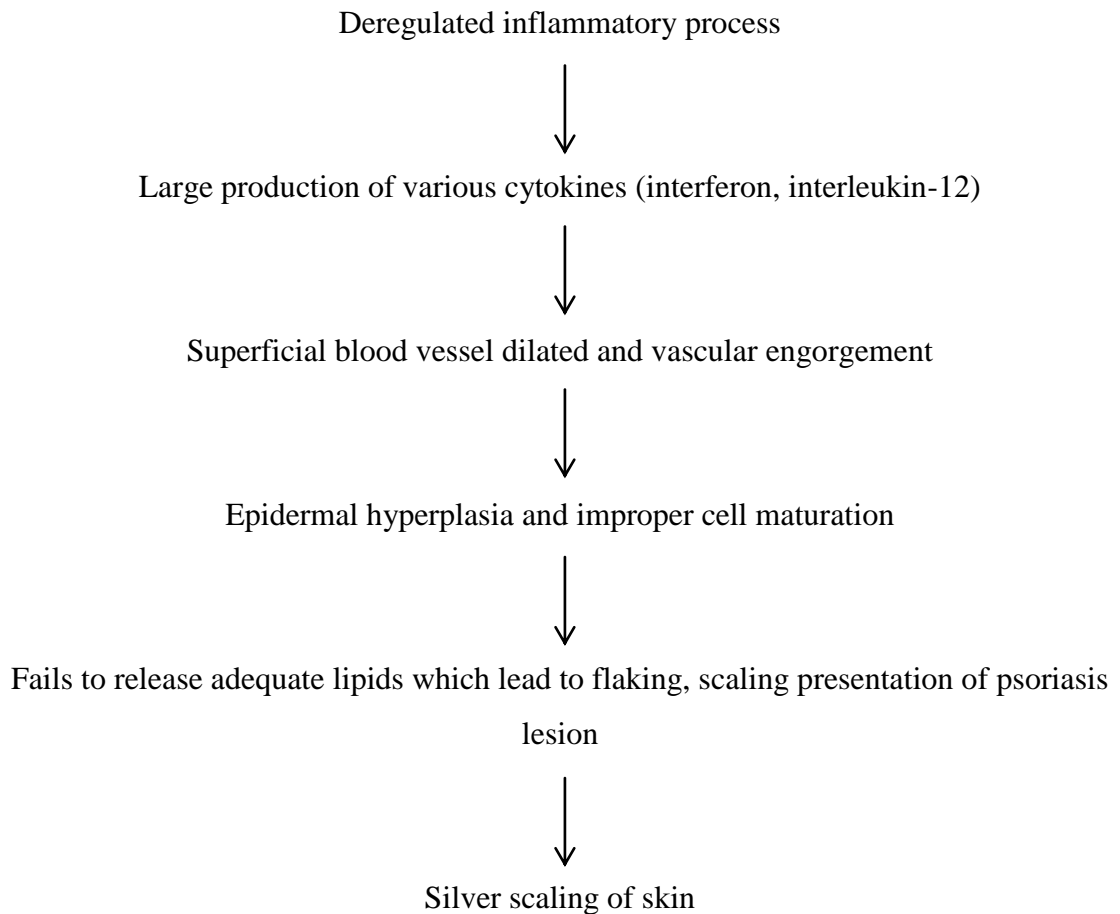 Deregulated inflammatory process
Large production of various cytokines (interferon, interleukin-12)
Superficial blood vessel dilated and vascular engorgement
Epidermal hyperplasia and improper cell maturation
Fails to release adequate lipids which lead to flaking, scaling presentation of psoriasis
lesion
Silver scaling of skin